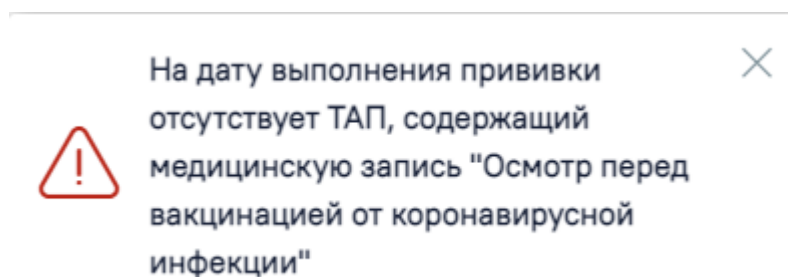 На дату выполнения прививки
отсутствует ТАП, содержащий
медицинскую запись "Осмотр перед
вакцинацией от коронавирусной
инфекции"